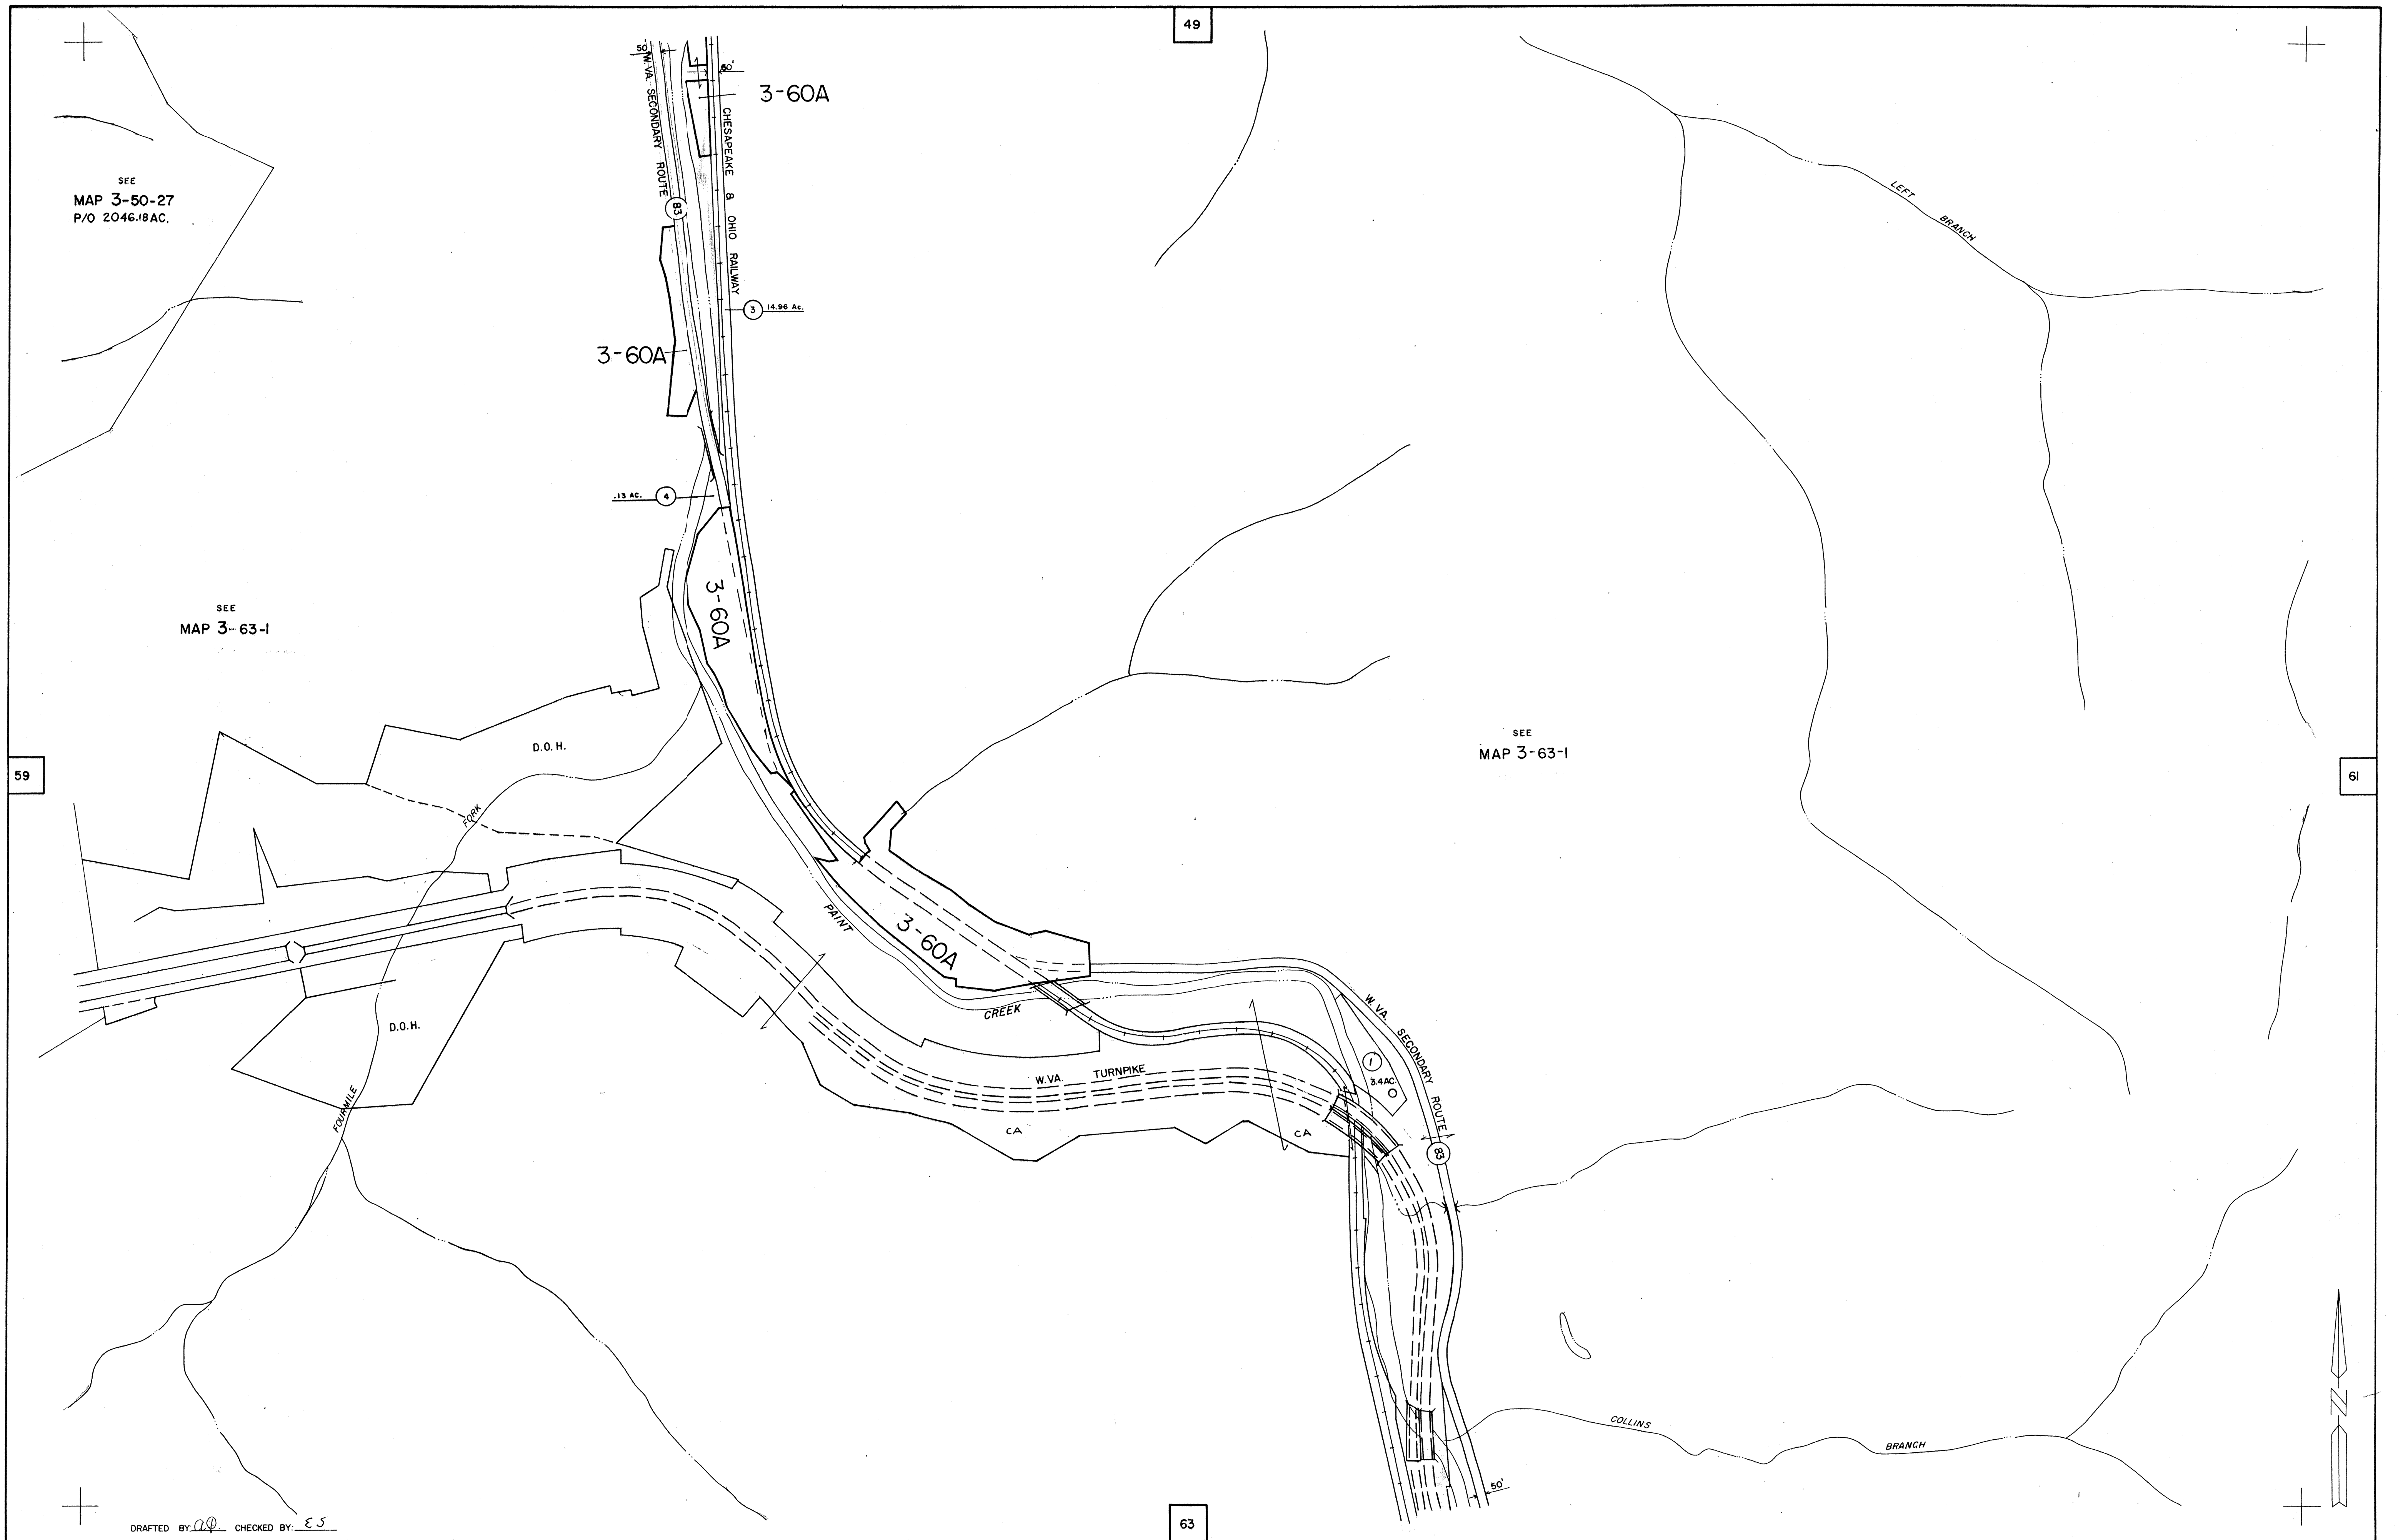 49
50'
60'
3-60A
W. VA. SECONDARY ROUTE
83
CHESAPEAKE & OHIO RAILWAY
SEE
MAP 3-50-27
P/O 2046.18 AC.
LEFT BRANCH
3 14.96 Ac.
3-60A
.13 AC. 4
3-60A
SEE
MAP 3-63-1
SEE
MAP 3-63-1
D.O.H.
59
61
FORK
PAINT
3-60A
CREEK
W. VA. SECONDARY ROUTE
83
D.O.H.
1
3.4 AC.
W. VA. TURNPIKE
CA
CA
FOURMILE
COLLINS BRANCH
N
50'
63
DRAFTED BY: CHECKED BY: ES